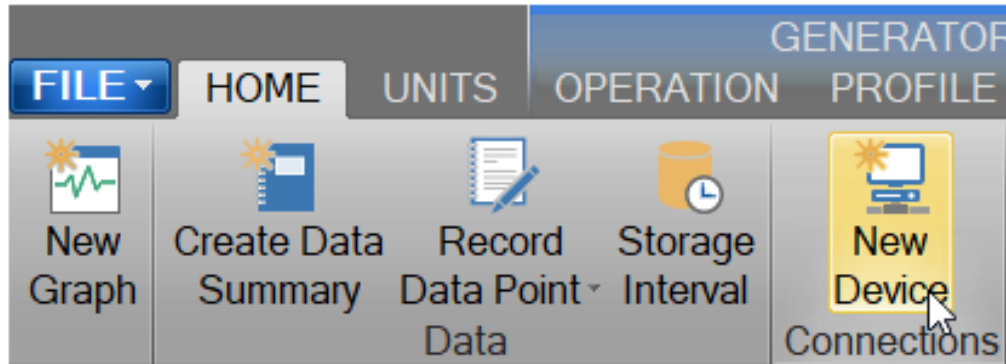 GENERATOR
FILE HOME UNITS OPERATION PROFILE
New Graph
Create Data Summary
Record Data Point
Storage Interval
New Device
Data
Connections